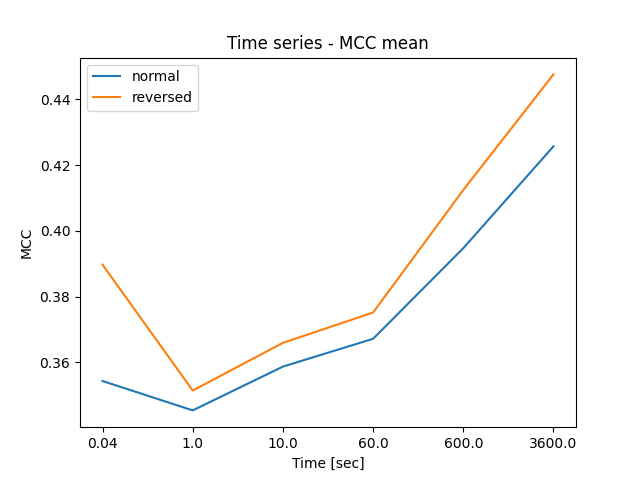 Time series - MCC mean
normal
reversed
0.44
0.42
0.40
0.38
0.36
MCC
0.04 1.0 10.0 60.0 600.0 3600.0
Time [sec]